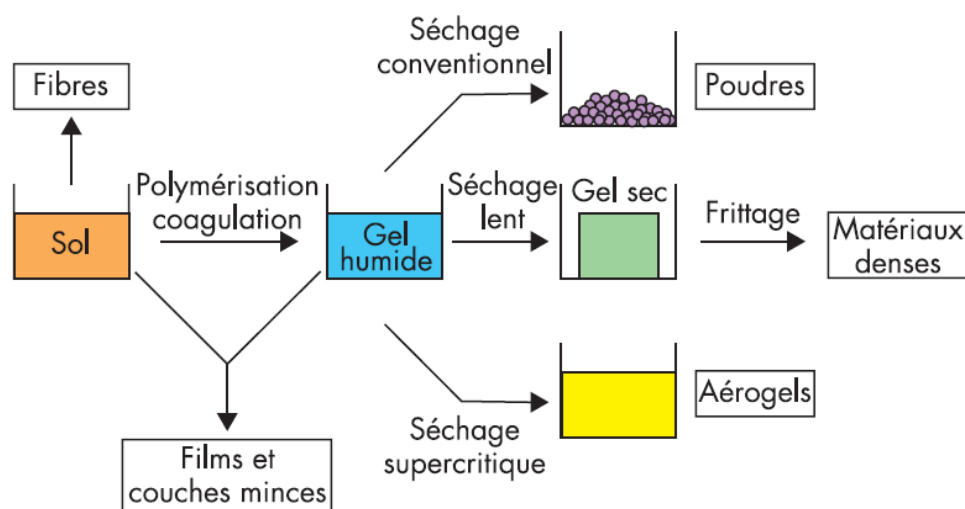 Séchage
conventionnel
Fibres
Poudres
Polymérisation
coagulation
Séchage
lent
Gel sec
Frittage
Sol
Gel
humide
Matériaux
denses
Aérogels
Séchage
supercritique
Films et
couches minces